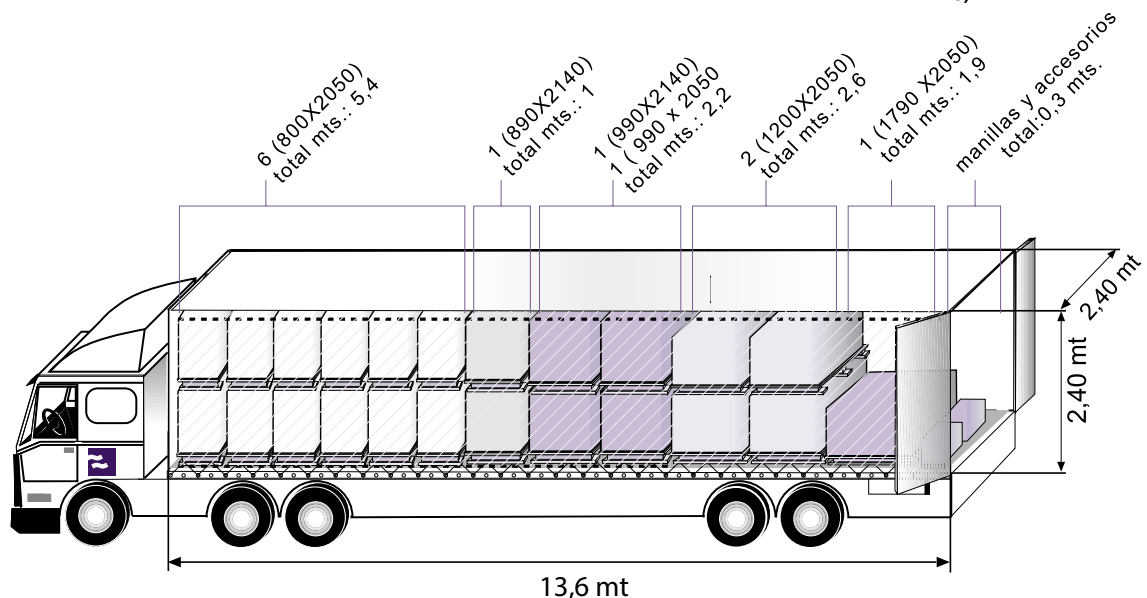 6 (800X2050)
total mts.: 5,4
1 (890X2140)
total mts.: 1
1 (990X2140)
1 ( 990 x 2050
total mts.: 2,2
2 (1200X2050)
total mts.: 2,6
1 (1790 X2050)
total mts.: 1,9
manillas y accesorios
total:0,3 mts.
2,40 mt
2,40 mt
13,6 mt